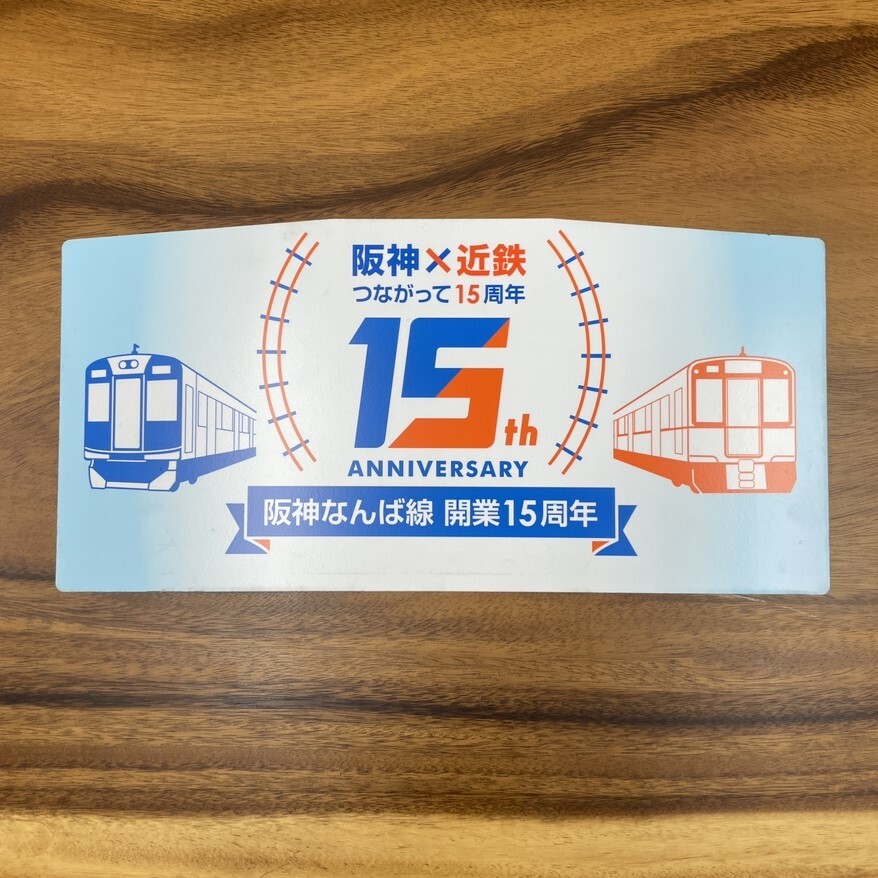 阪神×近鉄
つながって15周年
15th
ANNIVERSARY
阪神なんば線 開業15周年